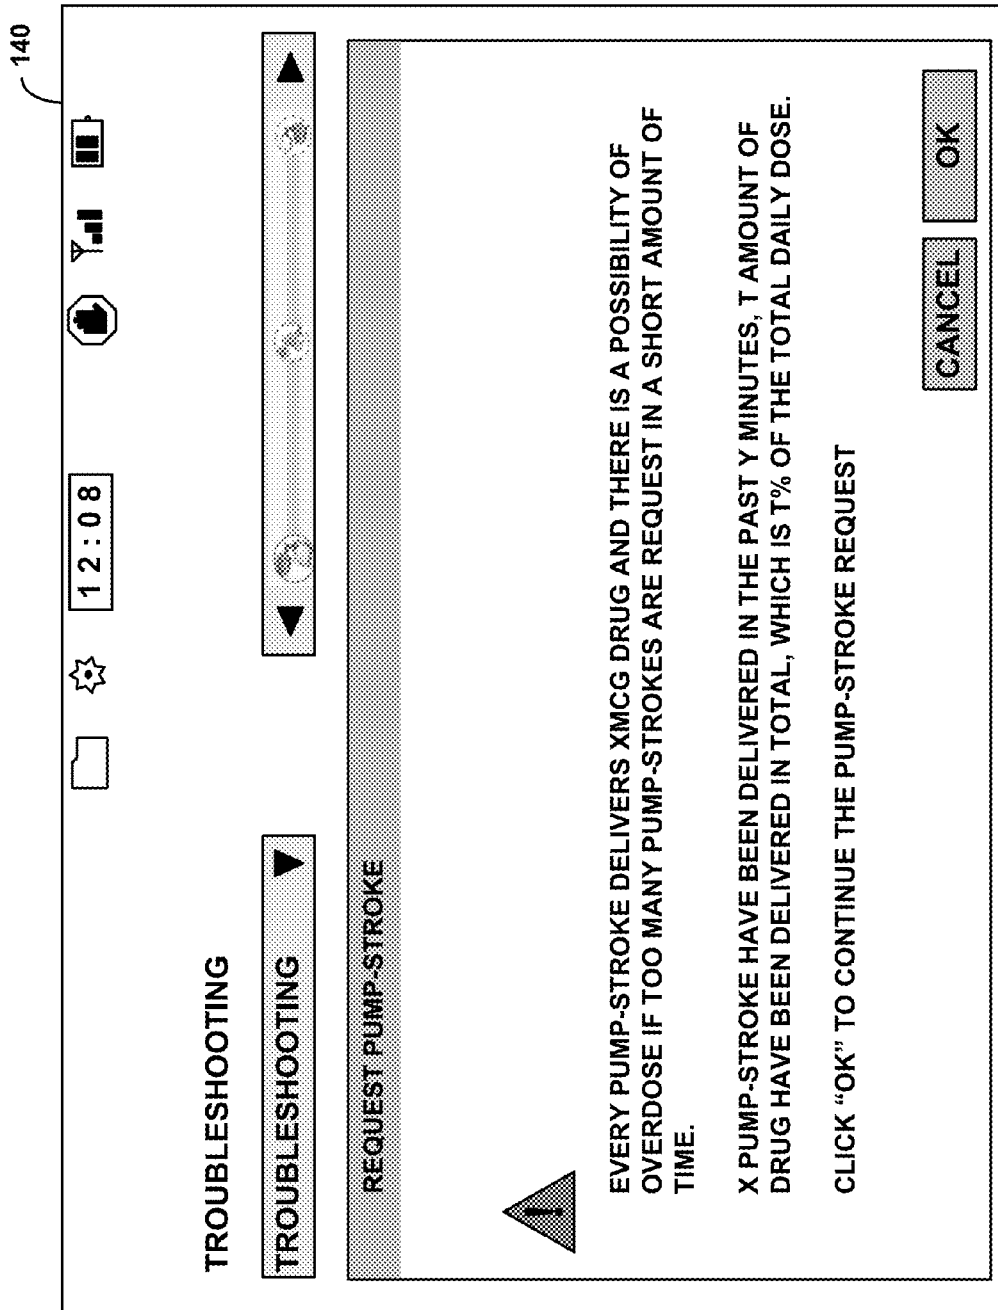 140
12:08
TROUBLESHOOTING
TROUBLESHOOTING
REQUEST PUMP-STROKE
!
EVERY PUMP-STROKE DELIVERS XMCG DRUG AND THERE IS A POSSIBILITY OF
OVERDOSE IF TOO MANY PUMP-STROKES ARE REQUEST IN A SHORT AMOUNT OF
TIME.
X PUMP-STROKE HAVE BEEN DELIVERED IN THE PAST Y MINUTES, T AMOUNT OF
DRUG HAVE BEEN DELIVERED IN TOTAL, WHICH IS T% OF THE TOTAL DAILY DOSE.
CLICK “OK” TO CONTINUE THE PUMP-STROKE REQUEST
CANCEL OK